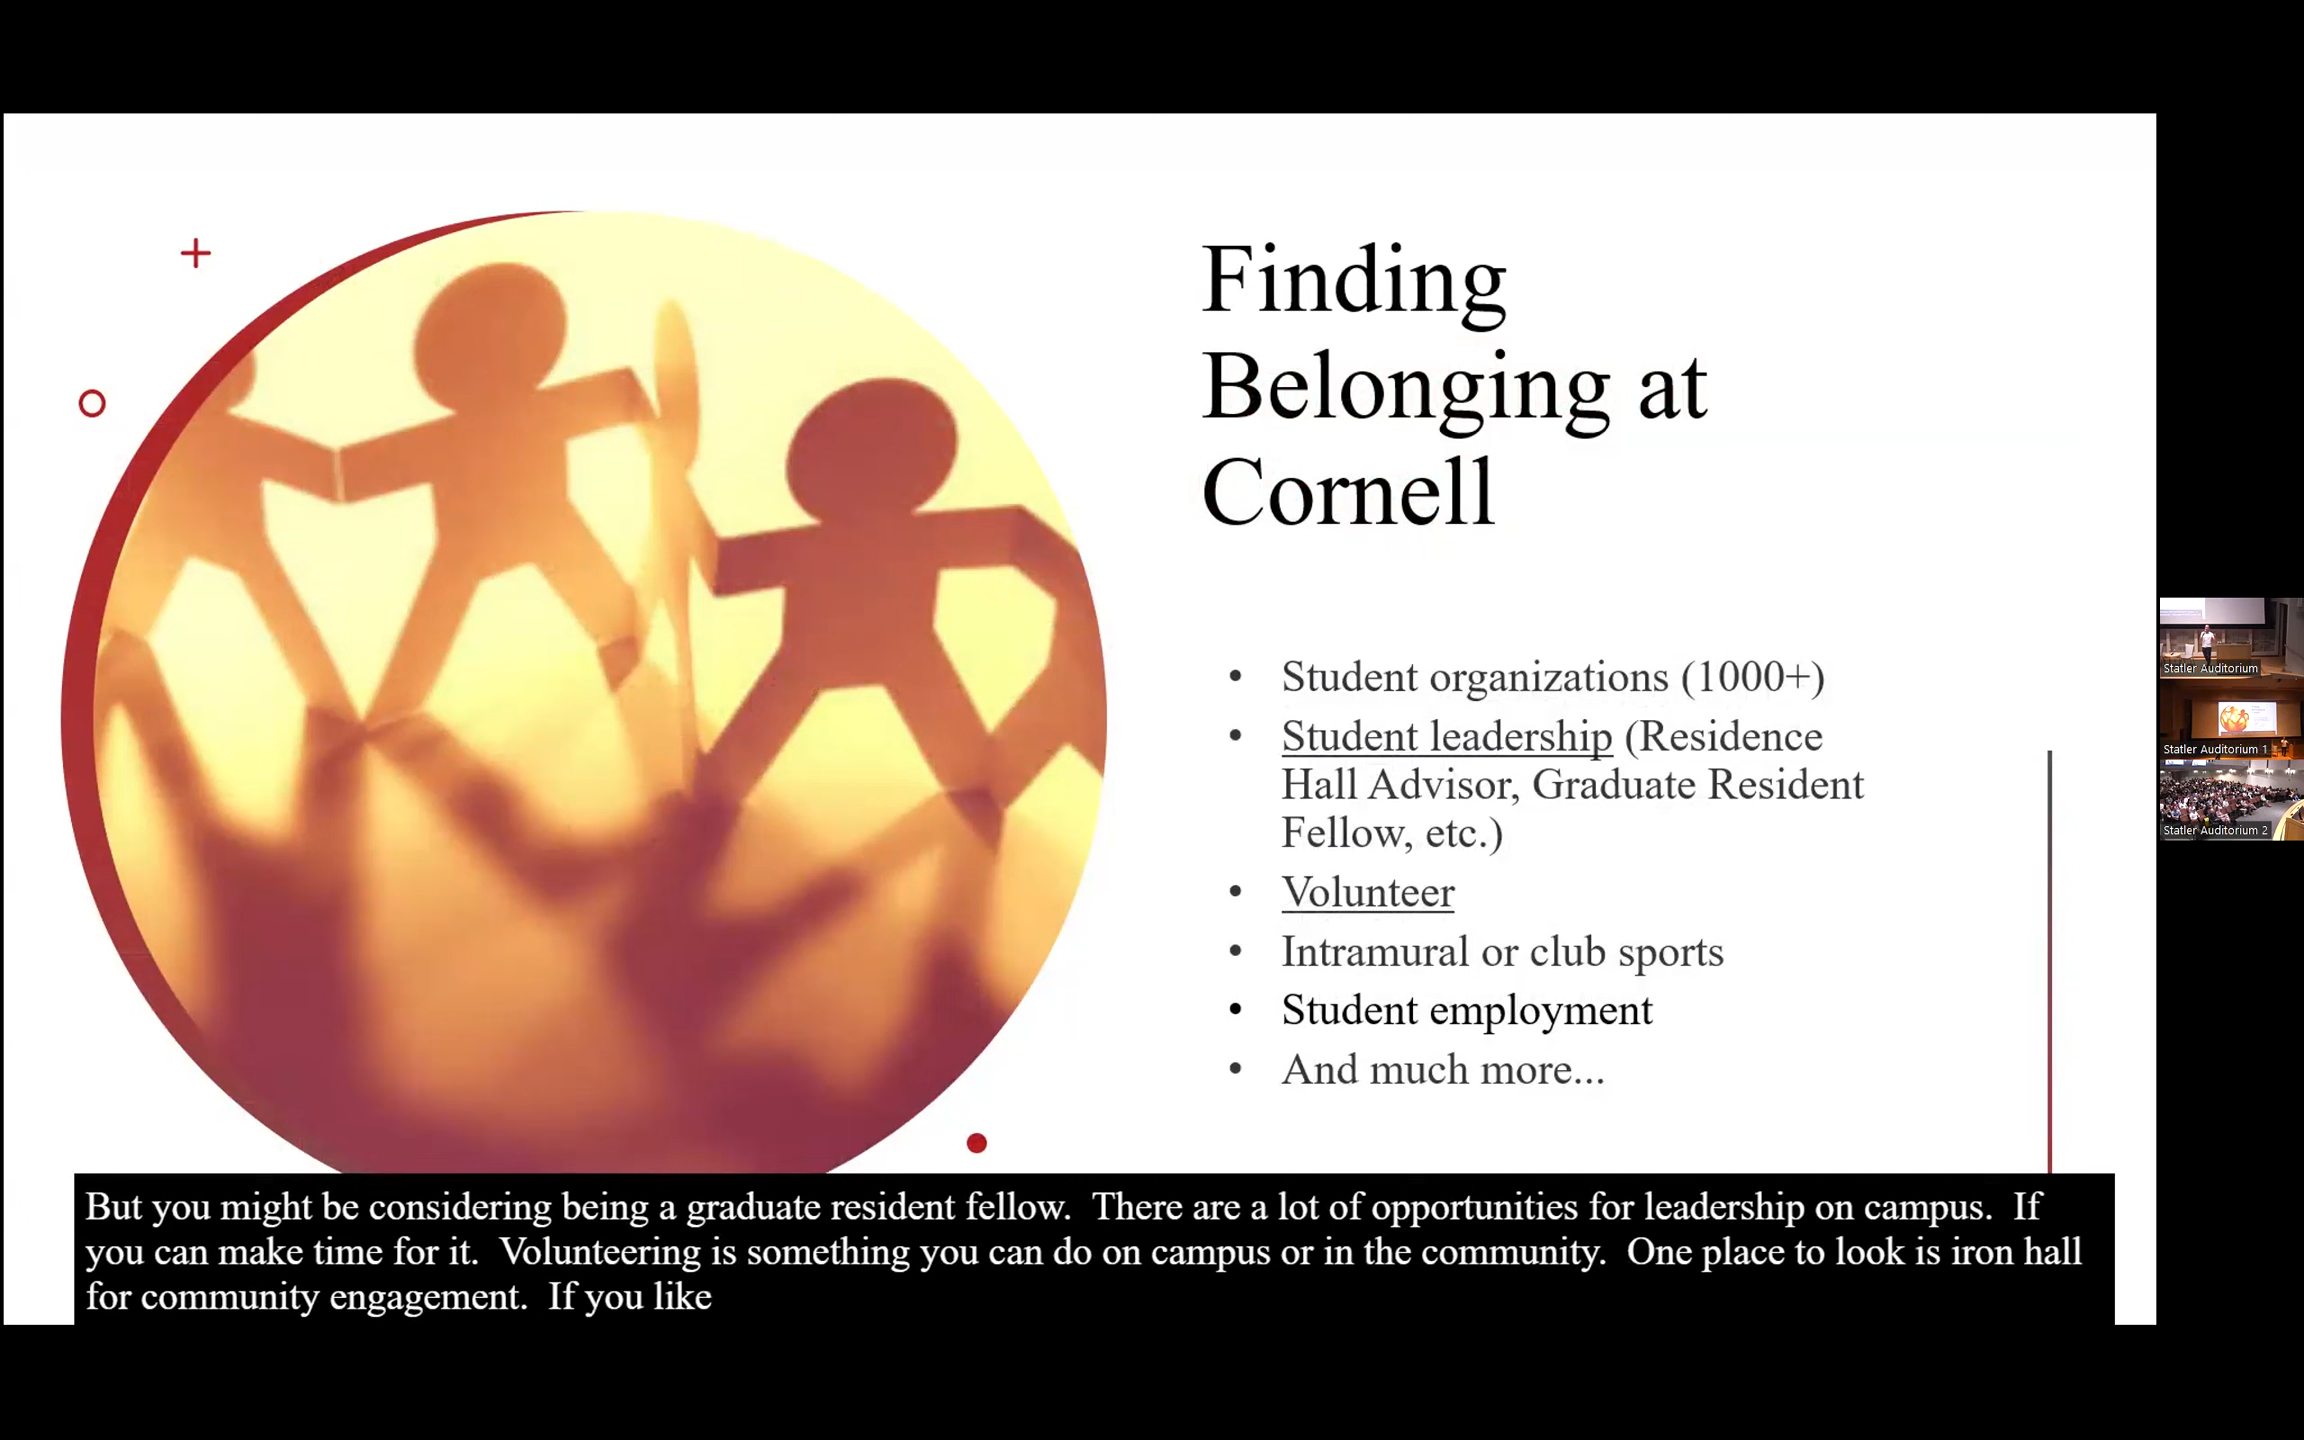 Finding
Belonging at
Cornell
• Student organizations (1000+)
• Student leadership (Residence
Hall Advisor, Graduate Resident
Fellow, etc.)
• Volunteer
• Intramural or club sports
• Student employment
• And much more...
But you might be considering being a graduate resident fellow.  There are a lot of opportunities for leadership on campus.  If
you can make time for it.  Volunteering is something you can do on campus or in the community.  One place to look is iron hall
for community engagement.  If you like
Statler Auditorium
Statler Auditorium 1
Statler Auditorium 2